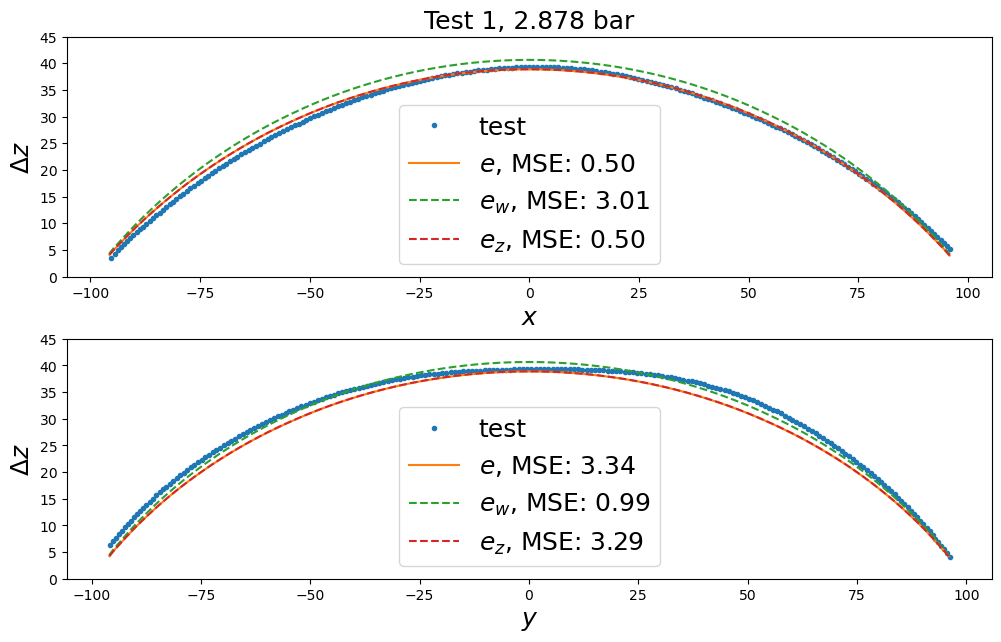 Test 1, 2.878 bar
45
40
35
30
25
20
15
10
5
0
Δz
test
e, MSE: 0.50
e_w, MSE: 3.01
e_z, MSE: 0.50
−100 −75 −50 −25 0 25 50 75 100
x
45
40
35
30
25
20
15
10
5
0
Δz
test
e, MSE: 3.34
e_w, MSE: 0.99
e_z, MSE: 3.29
−100 −75 −50 −25 0 25 50 75 100
y